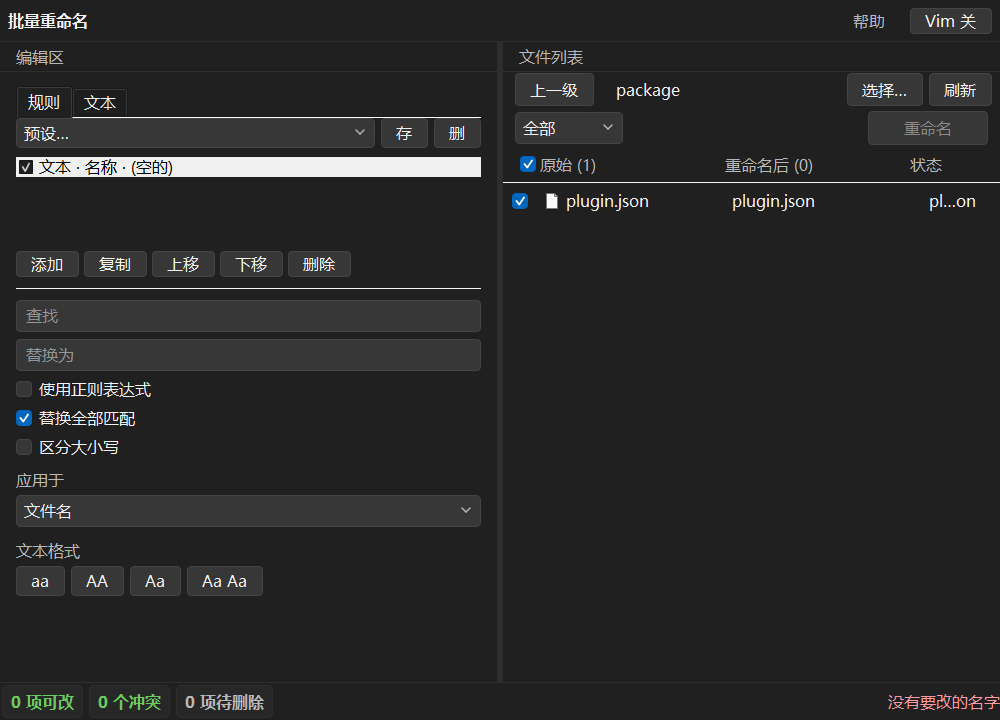 批量重命名
帮助
Vim 关
编辑区
规则
文本
预设...
存
删
文本 · 名称 · (空的)
添加
复制
上移
下移
删除
查找
替换为
使用正则表达式
替换全部匹配
区分大小写
应用于
文件名
文本格式
aa
AA
Aa
Aa Aa
文件列表
上一级
package
选择...
刷新
全部
重命名
原始 (1)
重命名后 (0)
状态
plugin.json
plugin.json
pl...on
0 项可改
0 个冲突
0 项待删除
没有要改的名字